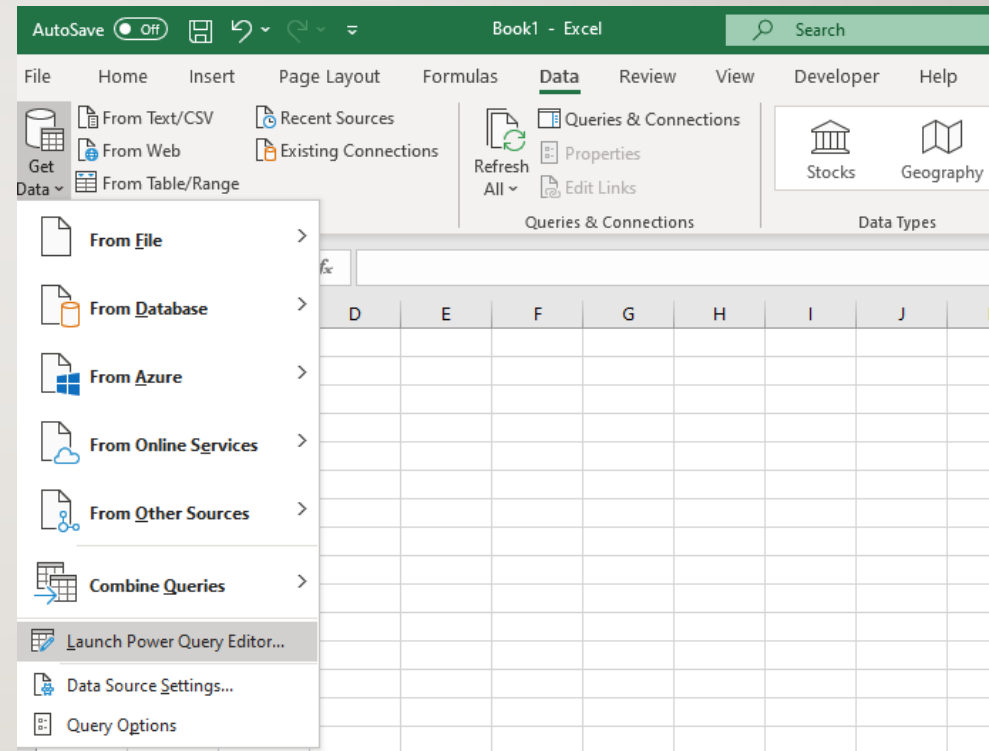 AutoSave Off Book1 - Excel Search
File Home Insert Page Layout Formulas Data Review View Developer Help
Get Data
From Text/CSV
From Web
From Table/Range
Recent Sources
Existing Connections
Refresh All
Queries & Connections
Properties
Edit Links
Queries & Connections
Stocks
Geography
Data Types
From File
From Database
From Azure
From Online Services
From Other Sources
Combine Queries
Launch Power Query Editor...
Data Source Settings...
Query Options
fx
D E F G H I J